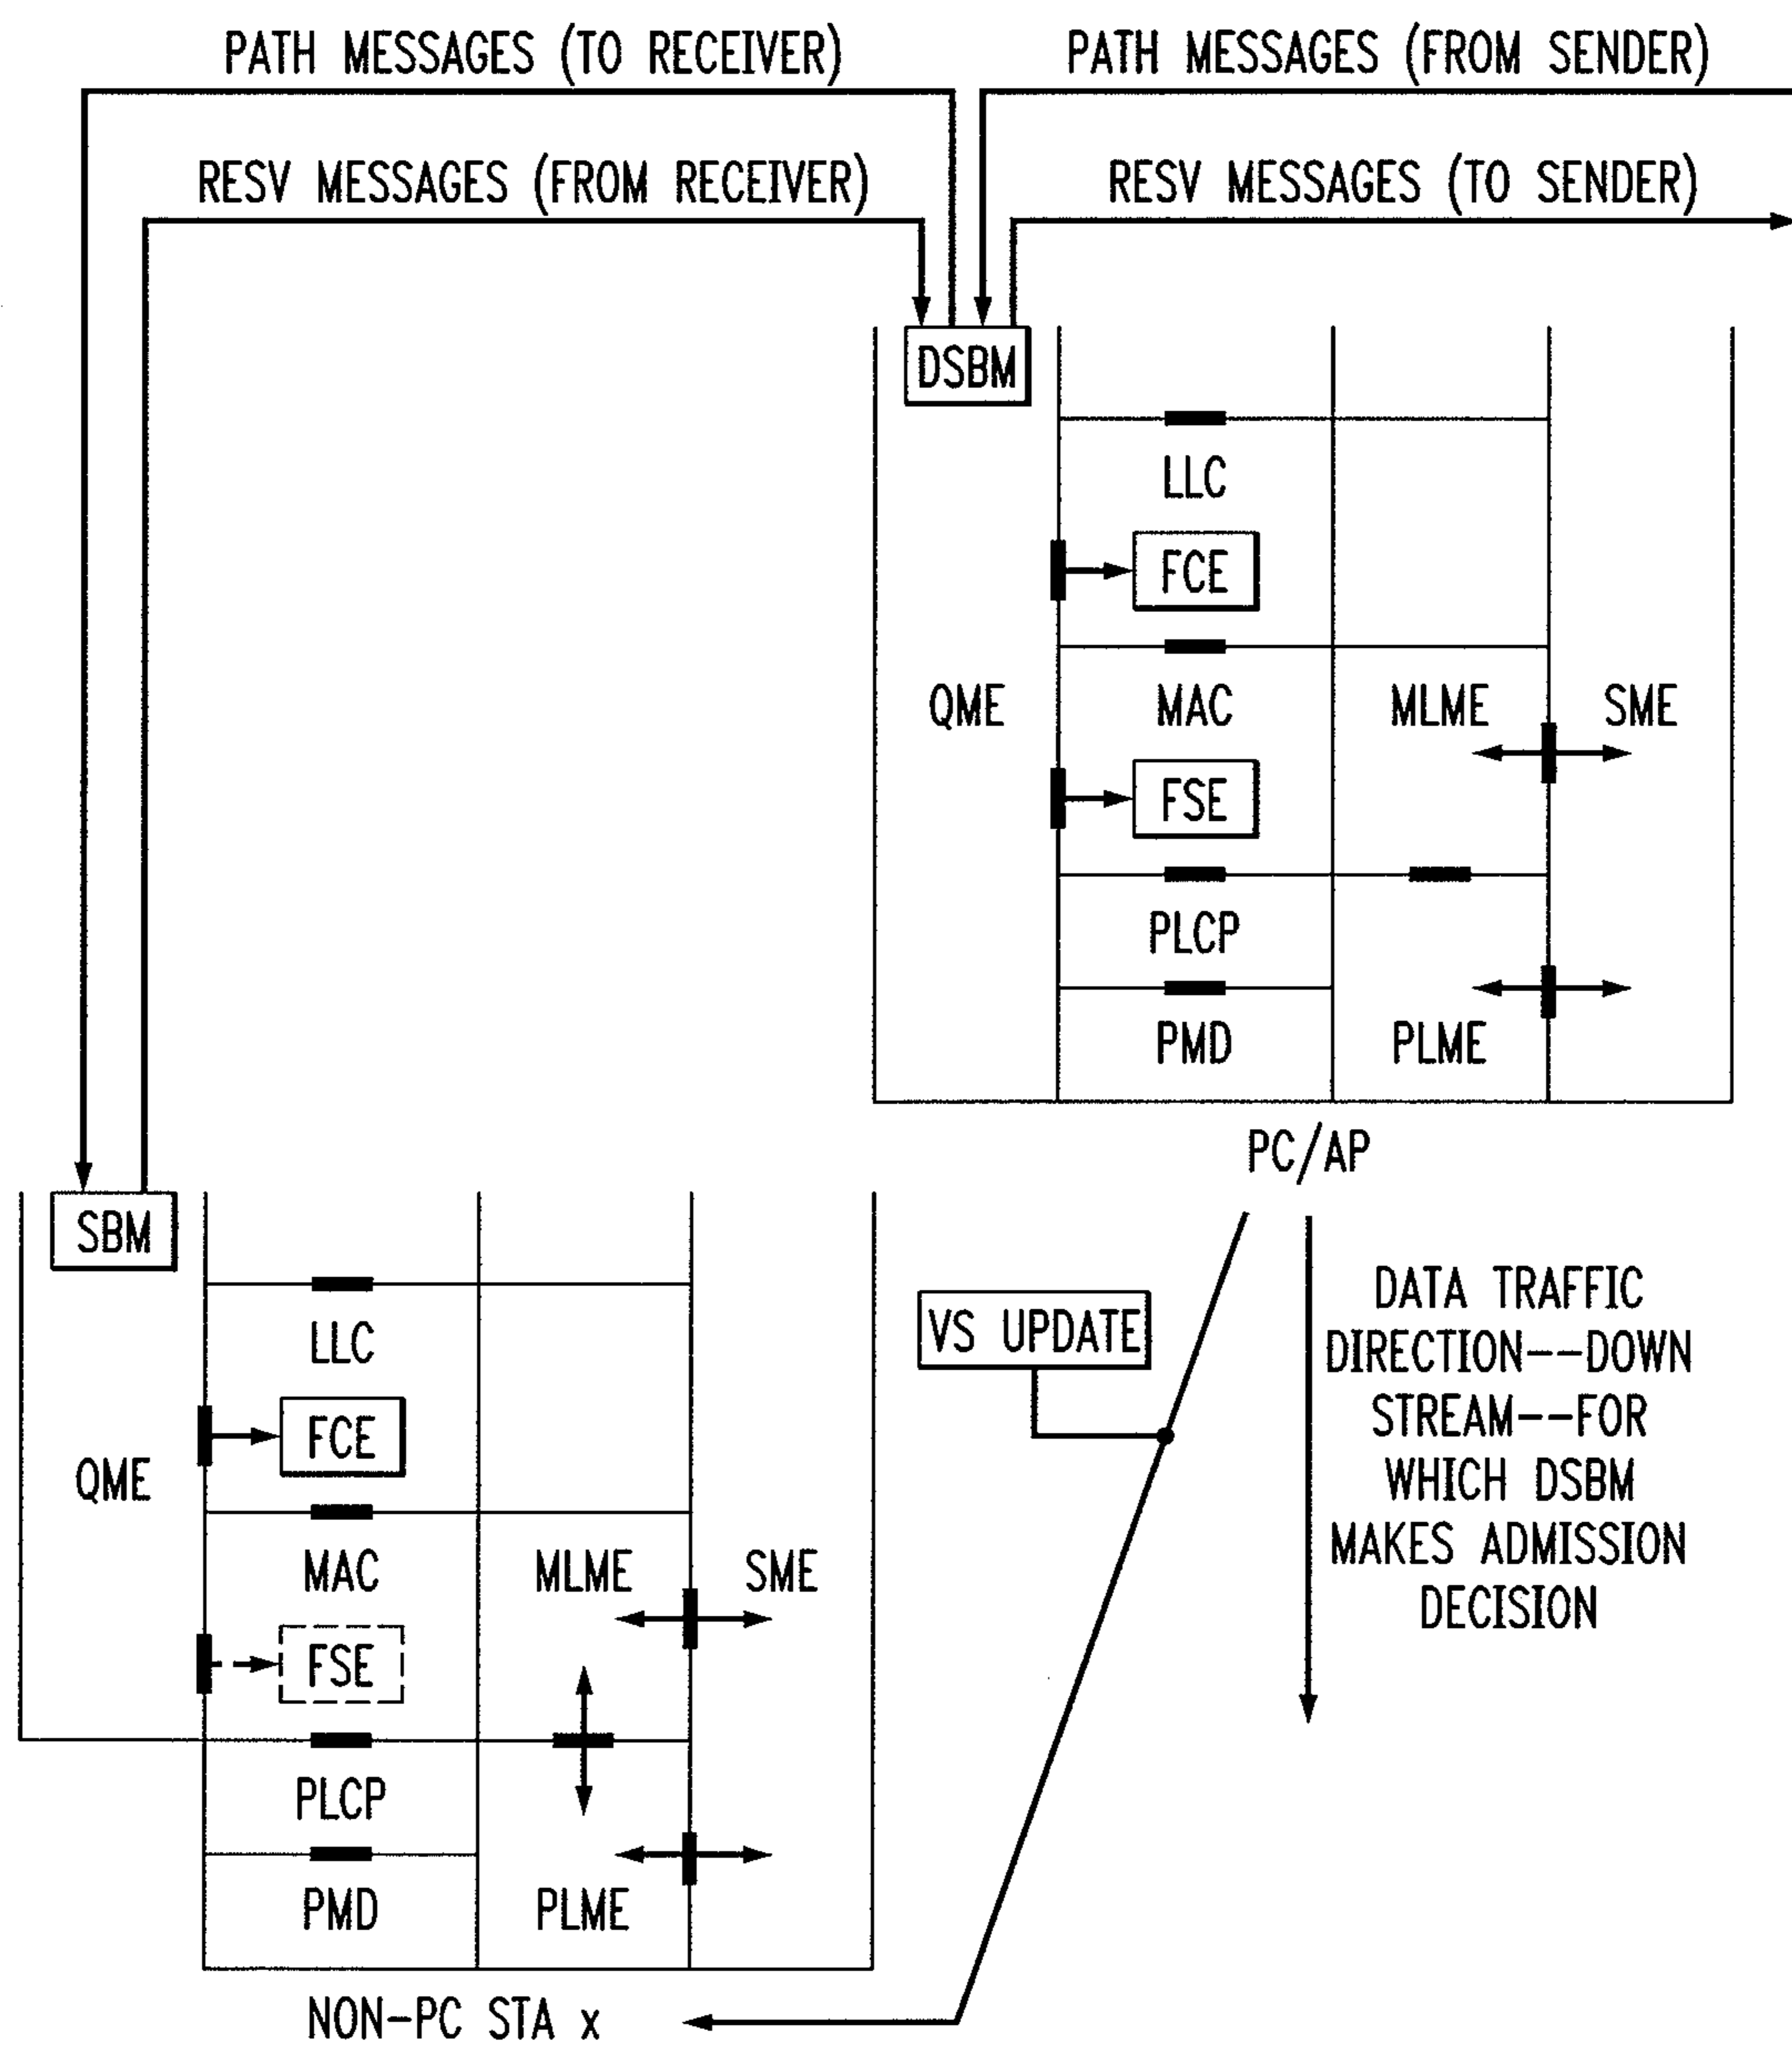 PATH MESSAGES (TO RECEIVER)
PATH MESSAGES (FROM SENDER)
RESV MESSAGES (FROM RECEIVER)
RESV MESSAGES (TO SENDER)
DSBM
LLC
FCE
QME
MAC
MLME
SME
FSE
PLCP
PMD
PLME
PC/AP
SBM
LLC
FCE
QME
MAC
MLME
SME
FSE
PLCP
PMD
PLME
NON-PC STA x
VS UPDATE
DATA TRAFFIC
DIRECTION--DOWN
STREAM--FOR
WHICH DSBM
MAKES ADMISSION
DECISION